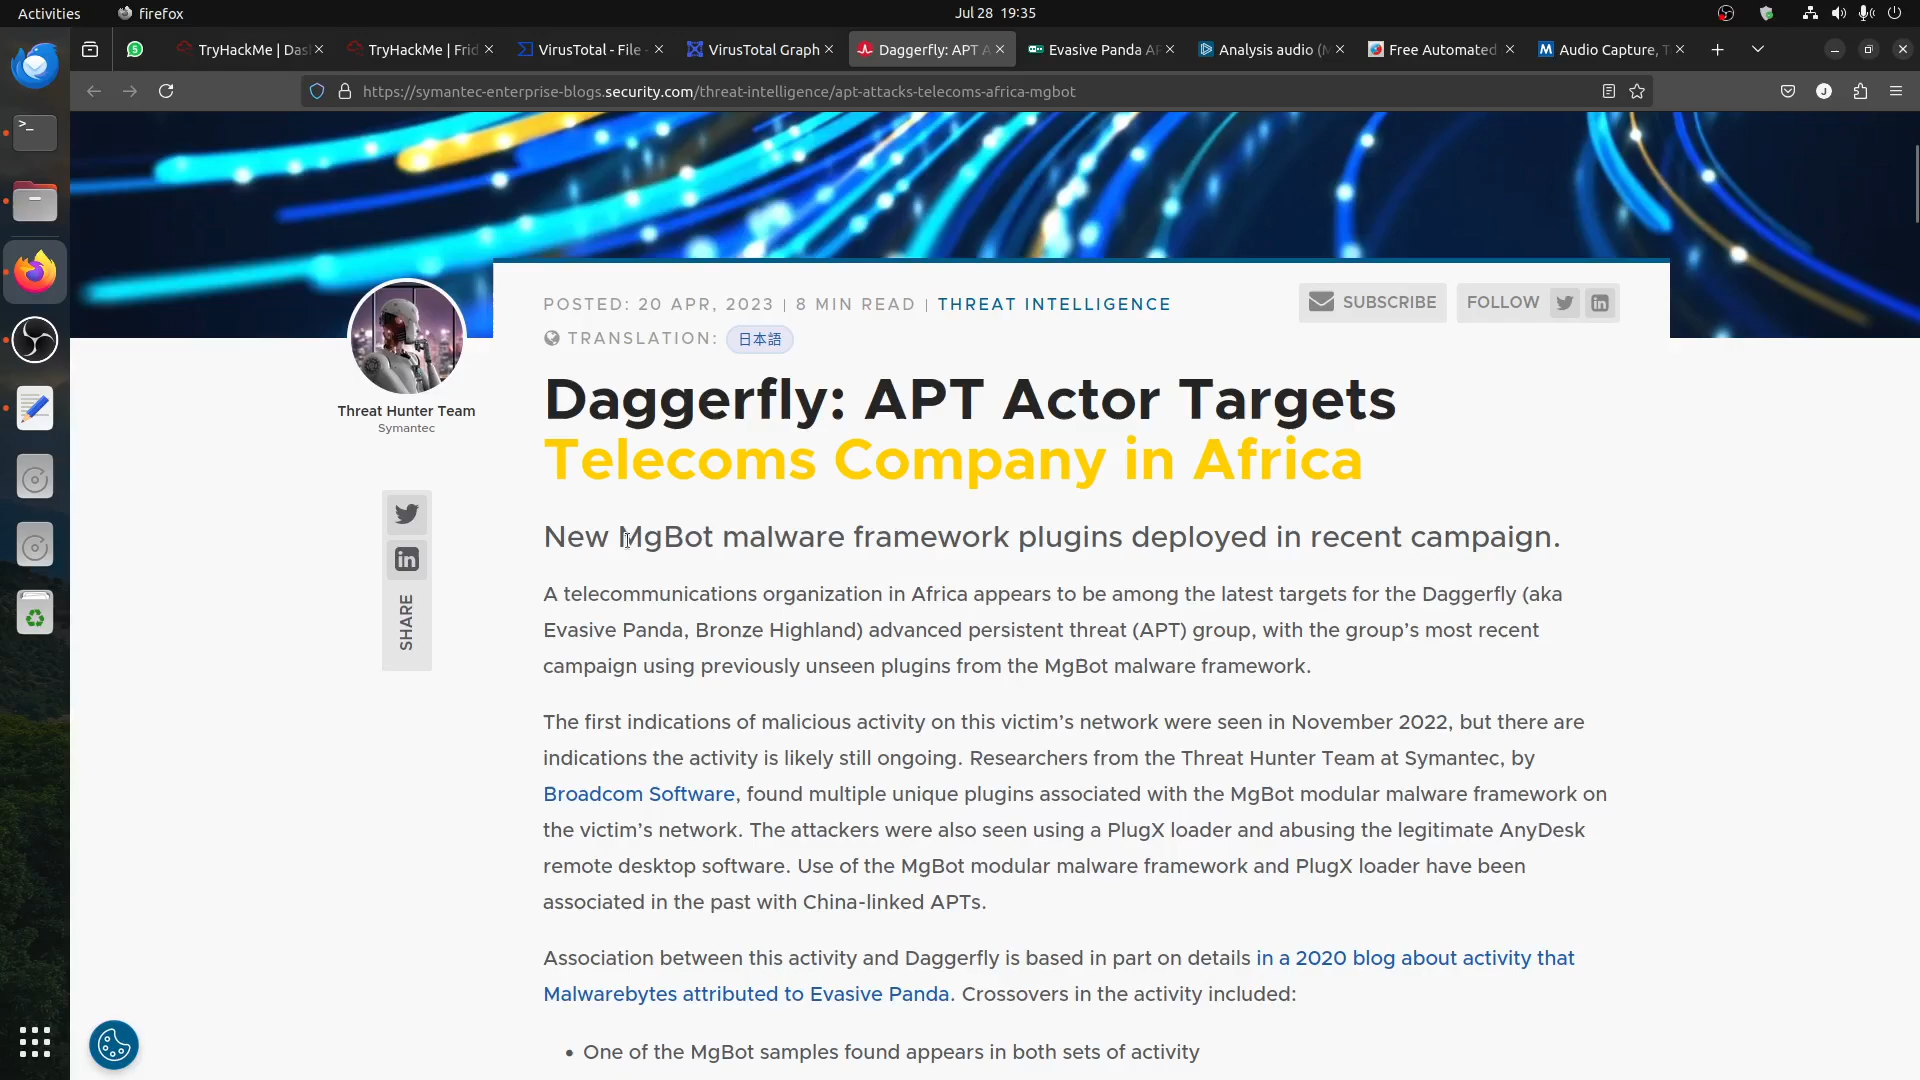 Activities
firefox
Jul 28 19:35
TryHackMe | Das
TryHackMe | Frid
VirusTotal - File -
VirusTotal Graph
Daggerfly: APT A
Evasive Panda AP
Analysis audio (M
Free Automated
Audio Capture, T
https://symantec-enterprise-blogs.security.com/threat-intelligence/apt-attacks-telecoms-africa-mgbot
J
POSTED: 20 APR, 2023 | 8 MIN READ | THREAT INTELLIGENCE
SUBSCRIBE
FOLLOW
TRANSLATION: 日本語
Threat Hunter Team
Symantec
SHARE
Daggerfly: APT Actor Targets
Telecoms Company in Africa
New MgBot malware framework plugins deployed in recent campaign.
A telecommunications organization in Africa appears to be among the latest targets for the Daggerfly (aka
Evasive Panda, Bronze Highland) advanced persistent threat (APT) group, with the group's most recent
campaign using previously unseen plugins from the MgBot malware framework.
The first indications of malicious activity on this victim's network were seen in November 2022, but there are
indications the activity is likely still ongoing. Researchers from the Threat Hunter Team at Symantec, by
Broadcom Software, found multiple unique plugins associated with the MgBot modular malware framework on
the victim's network. The attackers were also seen using a PlugX loader and abusing the legitimate AnyDesk
remote desktop software. Use of the MgBot modular malware framework and PlugX loader have been
associated in the past with China-linked APTs.
Association between this activity and Daggerfly is based in part on details in a 2020 blog about activity that
Malwarebytes attributed to Evasive Panda. Crossovers in the activity included:
• One of the MgBot samples found appears in both sets of activity